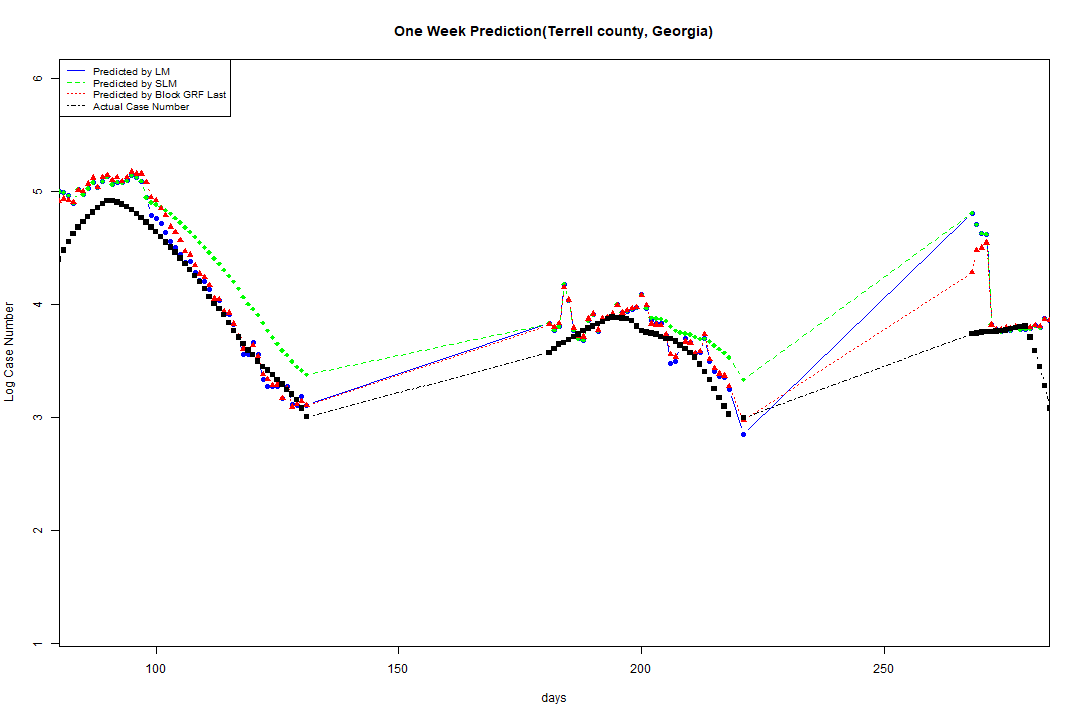 One Week Prediction(Terrell county, Georgia)
Predicted by LM
Predicted by SLM
Predicted by Block GRF Last
Actual Case Number
6
5
4
3
2
1
Log Case Number
100 150 200 250
days